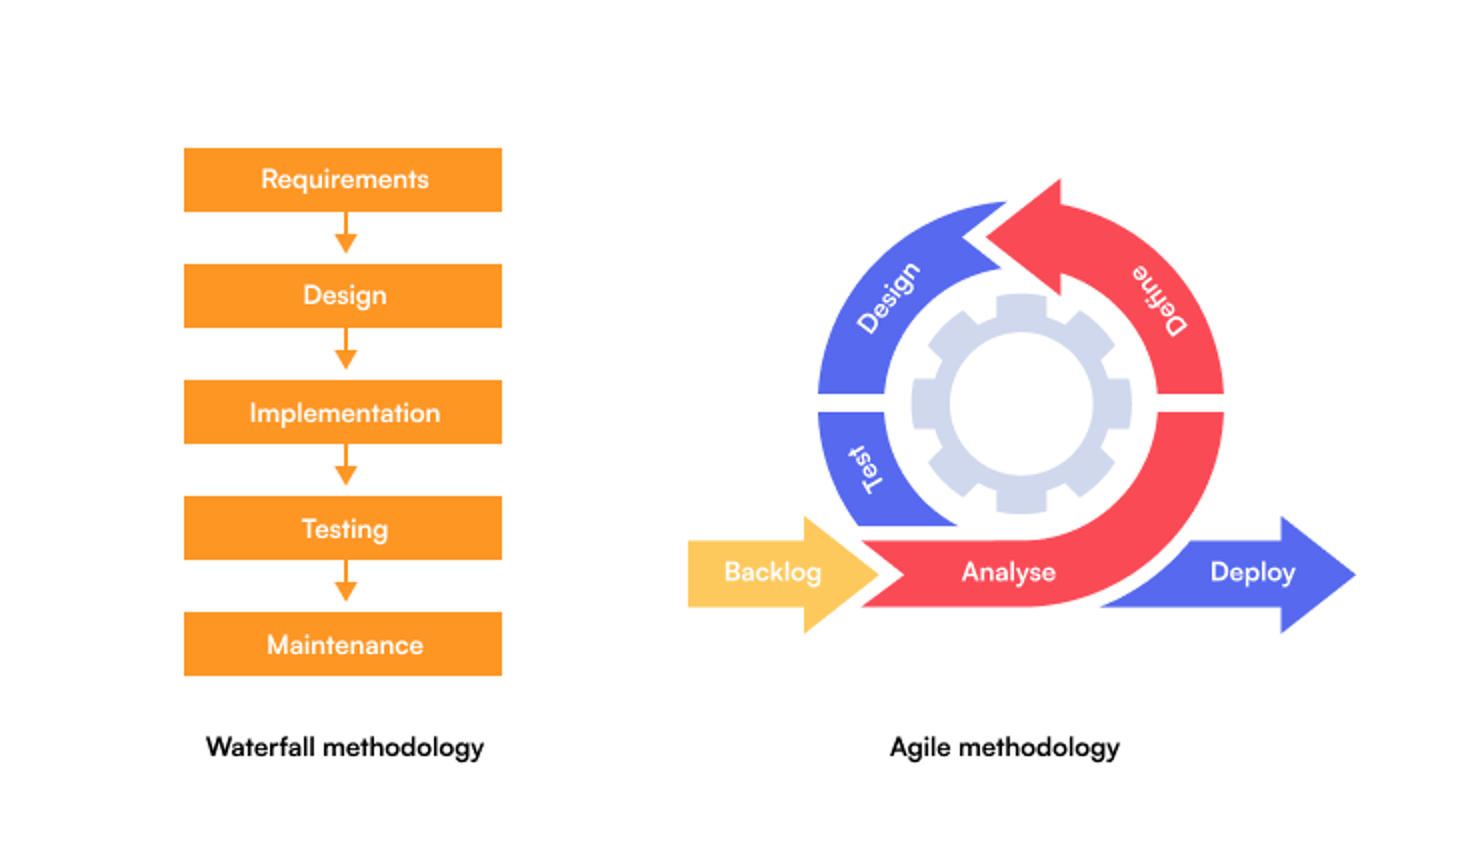 Requirements
Design
Implementation
Testing
Maintenance
Waterfall methodology
Backlog
Analyse
Define
Design
Test
Deploy
Agile methodology